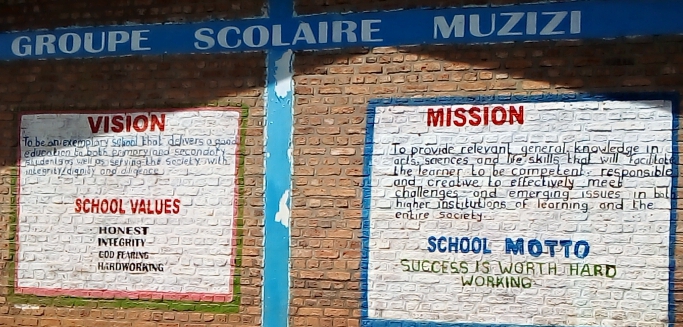 GROUPE SCOLAIRE MUZIZI
VISION
To be an exemplary school that delivers a good
education to both primary and secondary
students as well as serving the society with
integrity, dignity and diligence
SCHOOL VALUES
HONEST
INTEGRITY
GOD FEARING
HARDWORKING
MISSION
To provide relevant general knowledge in
arts, sciences and life skills that will facilitate
the learner to be competent, responsible
and creative to effectively meet
challenges and emerging issues in both
higher institutions of learning and the
entire society.
SCHOOL MOTTO
SUCCESS IS WORTH HARD
WORKING